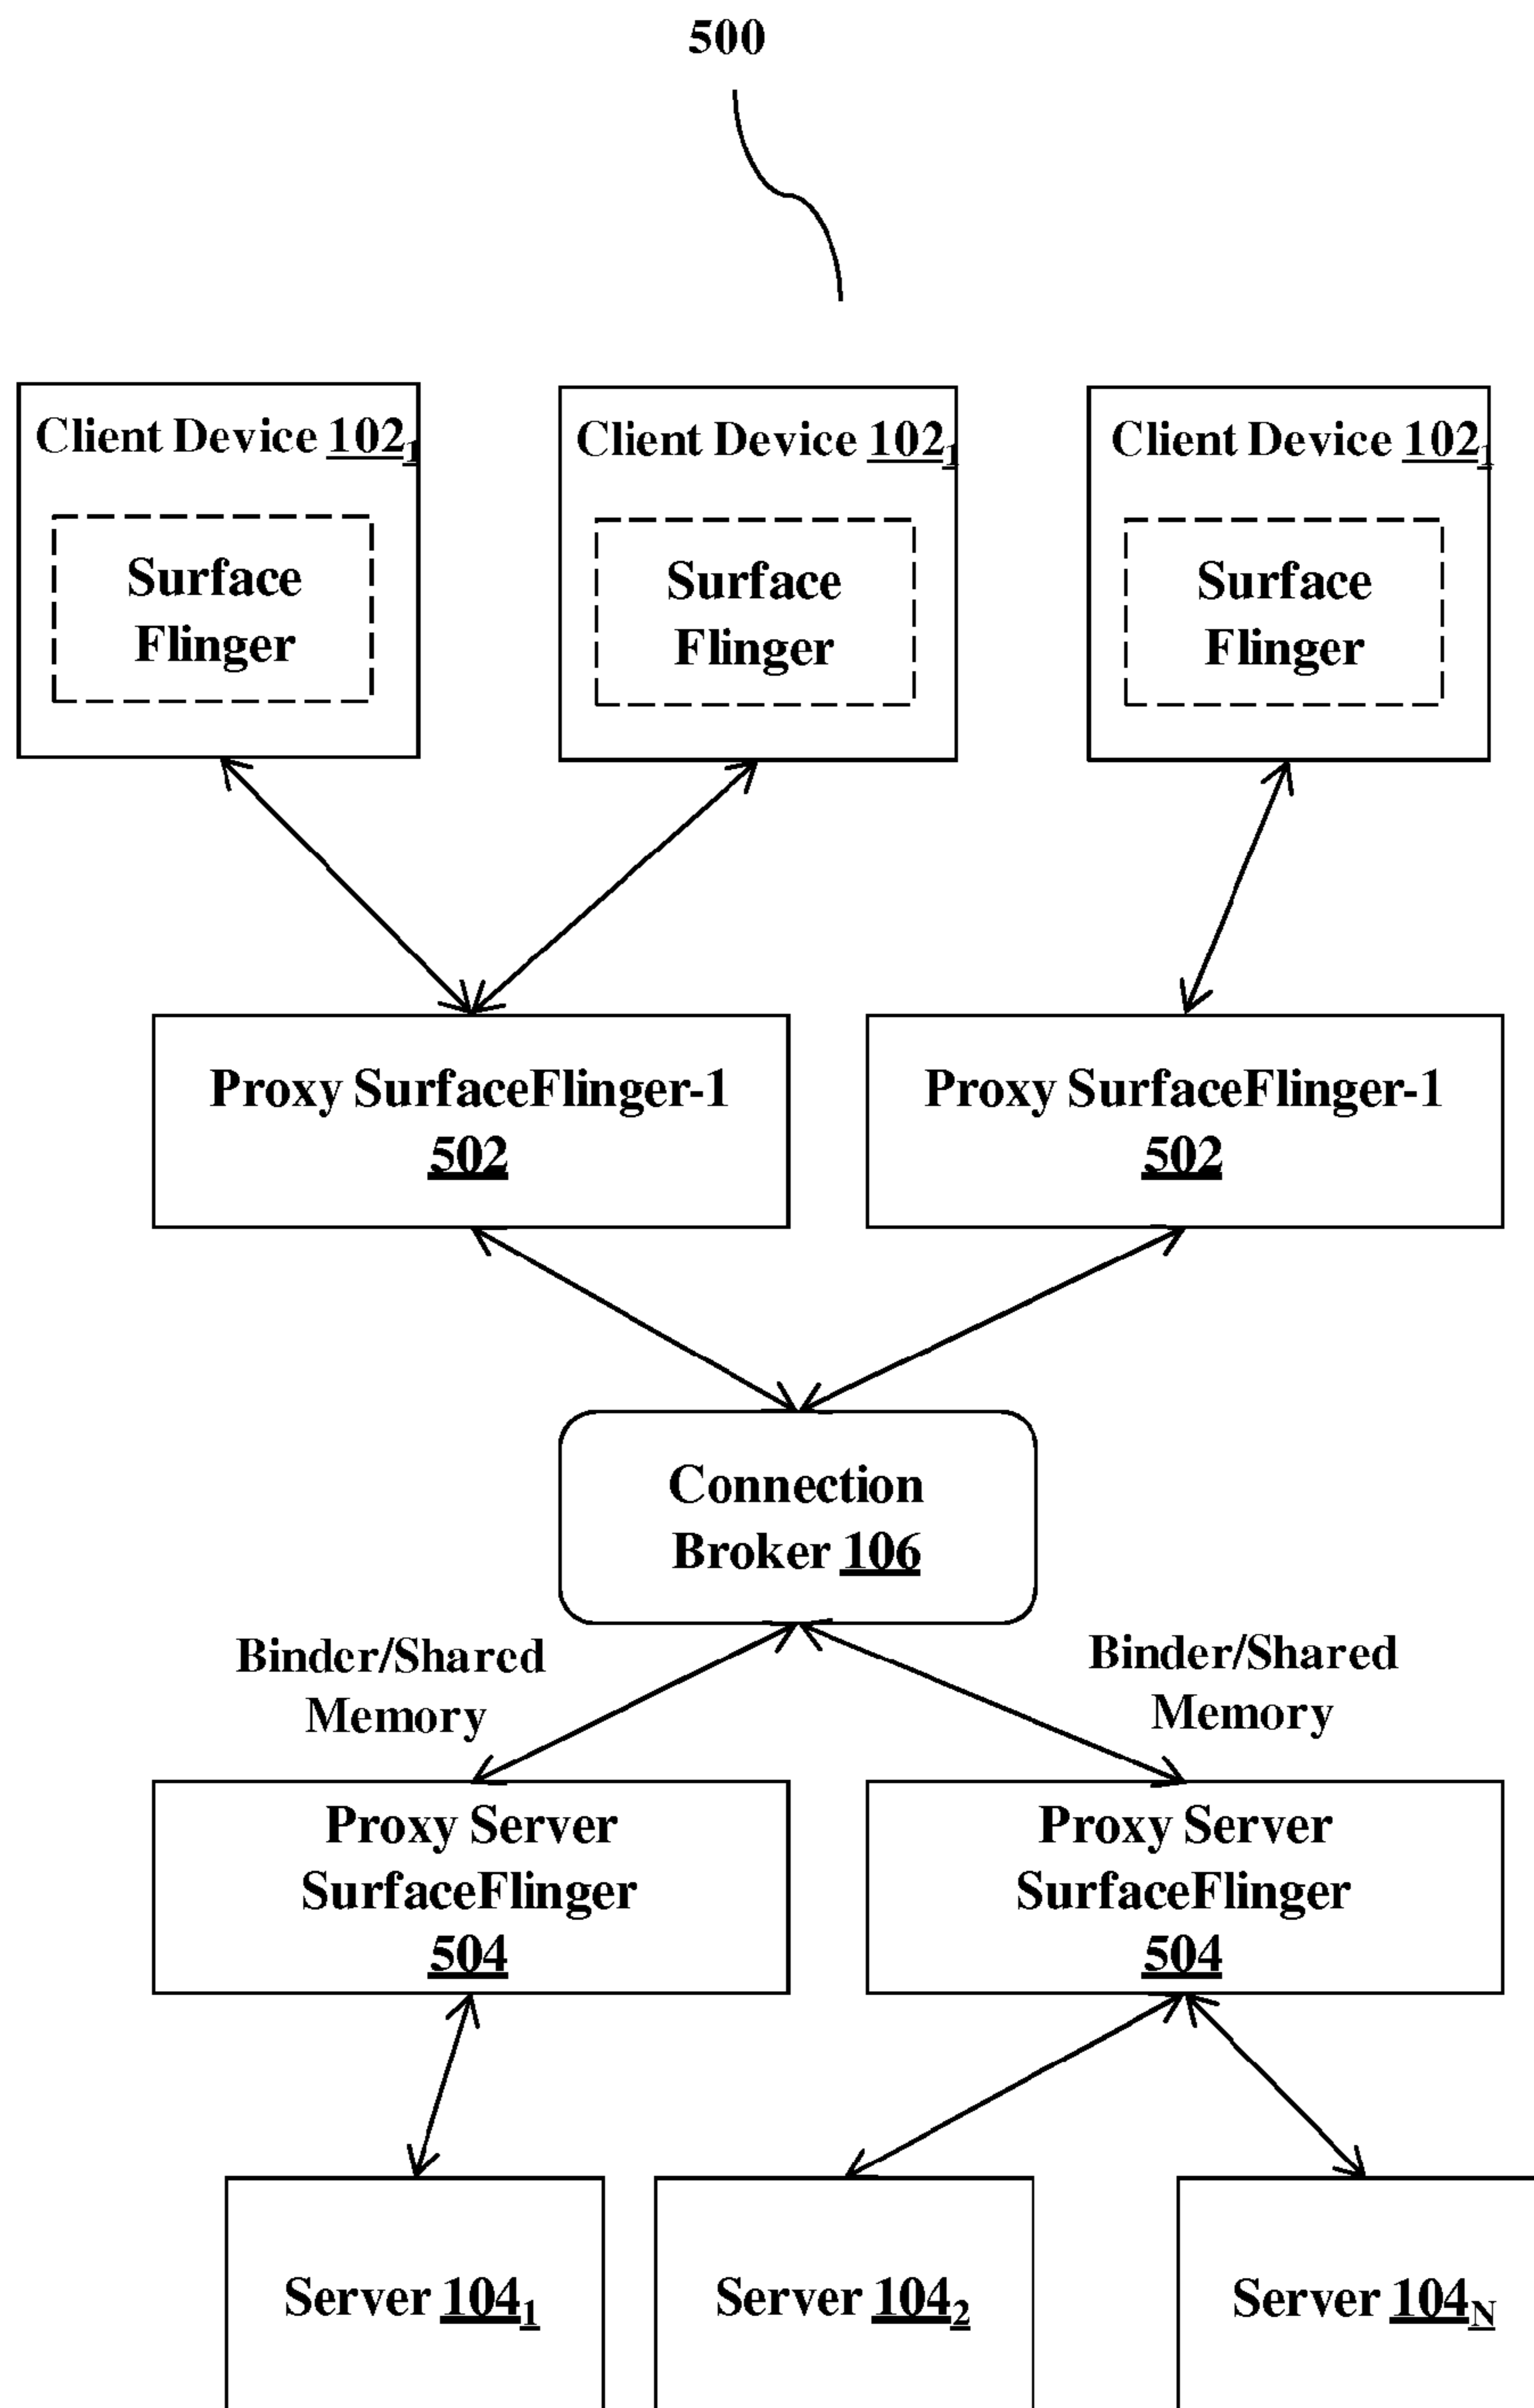 500
Client Device 102₁
Surface
Flinger
Client Device 102₁
Surface
Flinger
Client Device 102₁
Surface
Flinger
Proxy SurfaceFlinger-1
502
Proxy SurfaceFlinger-1
502
Connection
Broker 106
Binder/Shared
Memory
Binder/Shared
Memory
Proxy Server
SurfaceFlinger
504
Proxy Server
SurfaceFlinger
504
Server 104₁
Server 104₂
Server 104N